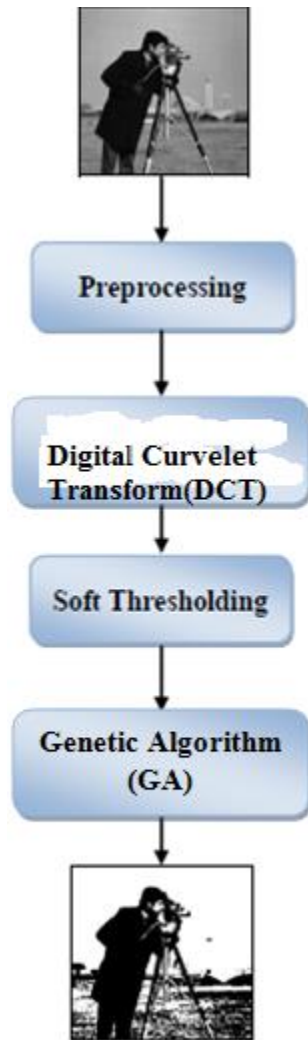 Preprocessing
Digital Curvelet
Transform(DCT)
Soft Thresholding
Genetic Algorithm
(GA)